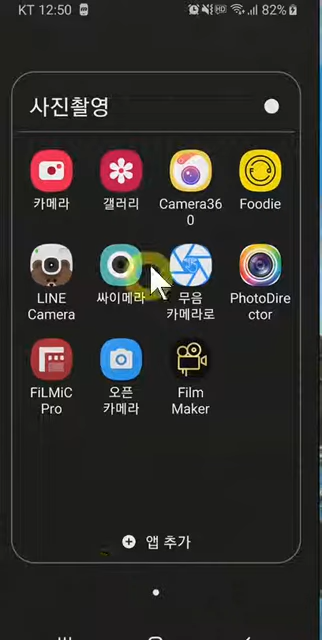 KT 12:50
82%
사진촬영
카메라
갤러리
Camera36
0
Foodie
LINE
Camera
싸이메라
무음
카메라로
PhotoDire
ctor
FiLMiC
Pro
오픈
카메라
Film
Maker
앱 추가